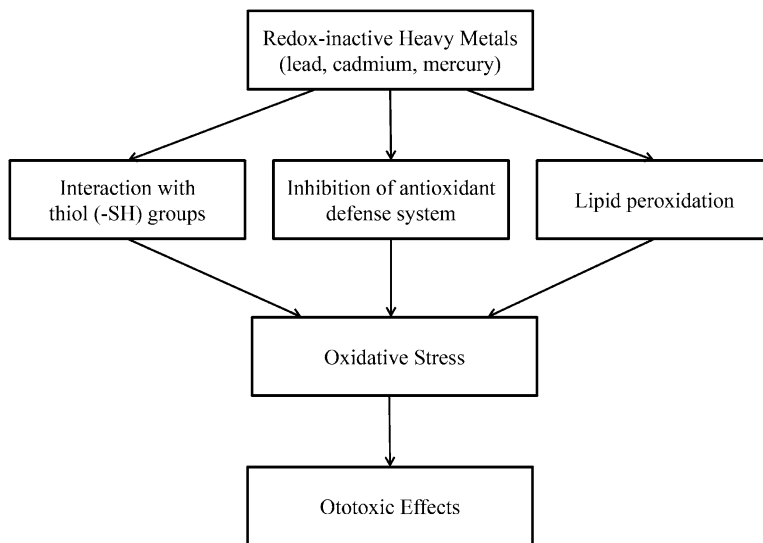 Redox-inactive Heavy Metals
(lead, cadmium, mercury)
Interaction with
thiol (-SH) groups
Inhibition of antioxidant
defense system
Lipid peroxidation
Oxidative Stress
Ototoxic Effects